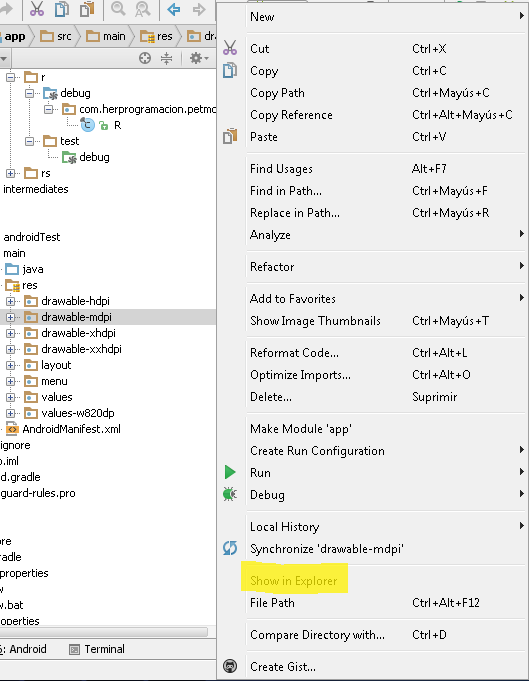 app src main res dra
r
debug
com.herprogramacion.petmo
R
test
debug
rs
intermediates
androidTest
main
java
res
drawable-hdpi
drawable-mdpi
drawable-xhdpi
drawable-xxhdpi
layout
menu
values
values-w820dp
AndroidManifest.xml
ignore
o.iml
d.gradle
guard-rules.pro
ore
radle
properties
w
w.bat
operties
: Android Terminal
New
Cut Ctrl+X
Copy Ctrl+C
Copy Path Ctrl+Mayús+C
Copy Reference Ctrl+Alt+Mayús+C
Paste Ctrl+V
Find Usages Alt+F7
Find in Path... Ctrl+Mayús+F
Replace in Path... Ctrl+Mayús+R
Analyze
Refactor
Add to Favorites
Show Image Thumbnails Ctrl+Mayús+T
Reformat Code... Ctrl+Alt+L
Optimize Imports... Ctrl+Alt+O
Delete... Suprimir
Make Module 'app'
Create Run Configuration
Run
Debug
Local History
Synchronize 'drawable-mdpi'
Show in Explorer
File Path Ctrl+Alt+F12
Compare Directory with... Ctrl+D
Create Gist...